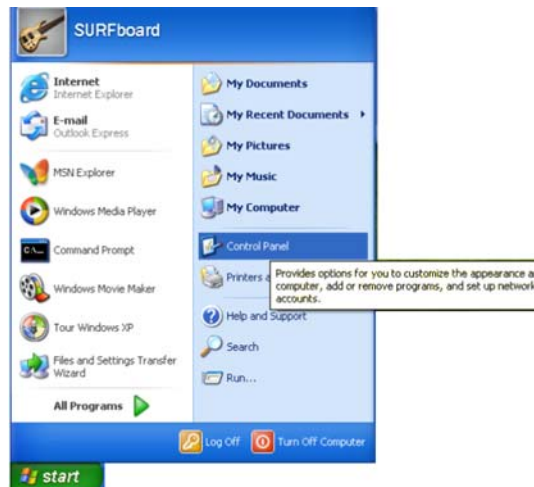 SURFboard
Internet
Internet Explorer
E-mail
Outlook Express
MSN Explorer
Windows Media Player
Command Prompt
Windows Movie Maker
Tour Windows XP
Files and Settings Transfer
Wizard
All Programs
My Documents
My Recent Documents
My Pictures
My Music
My Computer
Control Panel
Printers a
Provides options for you to customize the appearance a
computer, add or remove programs, and set up network
accounts.
Help and Support
Search
Run...
Log Off
Turn Off Computer
start